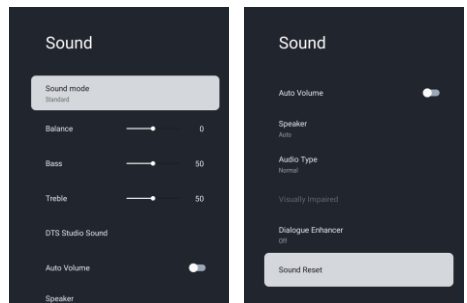 Sound
Sound mode
Standard
Balance 0
Bass 50
Treble 50
DTS Studio Sound
Auto Volume
Speaker
Sound
Auto Volume
Speaker
Auto
Audio Type
Normal
Visually Impaired
Dialogue Enhancer
Off
Sound Reset